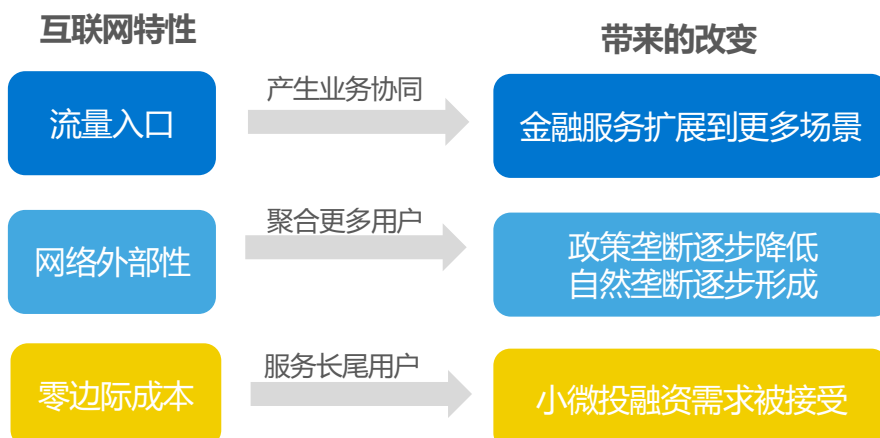 互联网特性
带来的改变
流量入口
产生业务协同
金融服务扩展到更多场景
网络外部性
聚合更多用户
政策垄断逐步降低
自然垄断逐步形成
零边际成本
服务长尾用户
小微投融资需求被接受